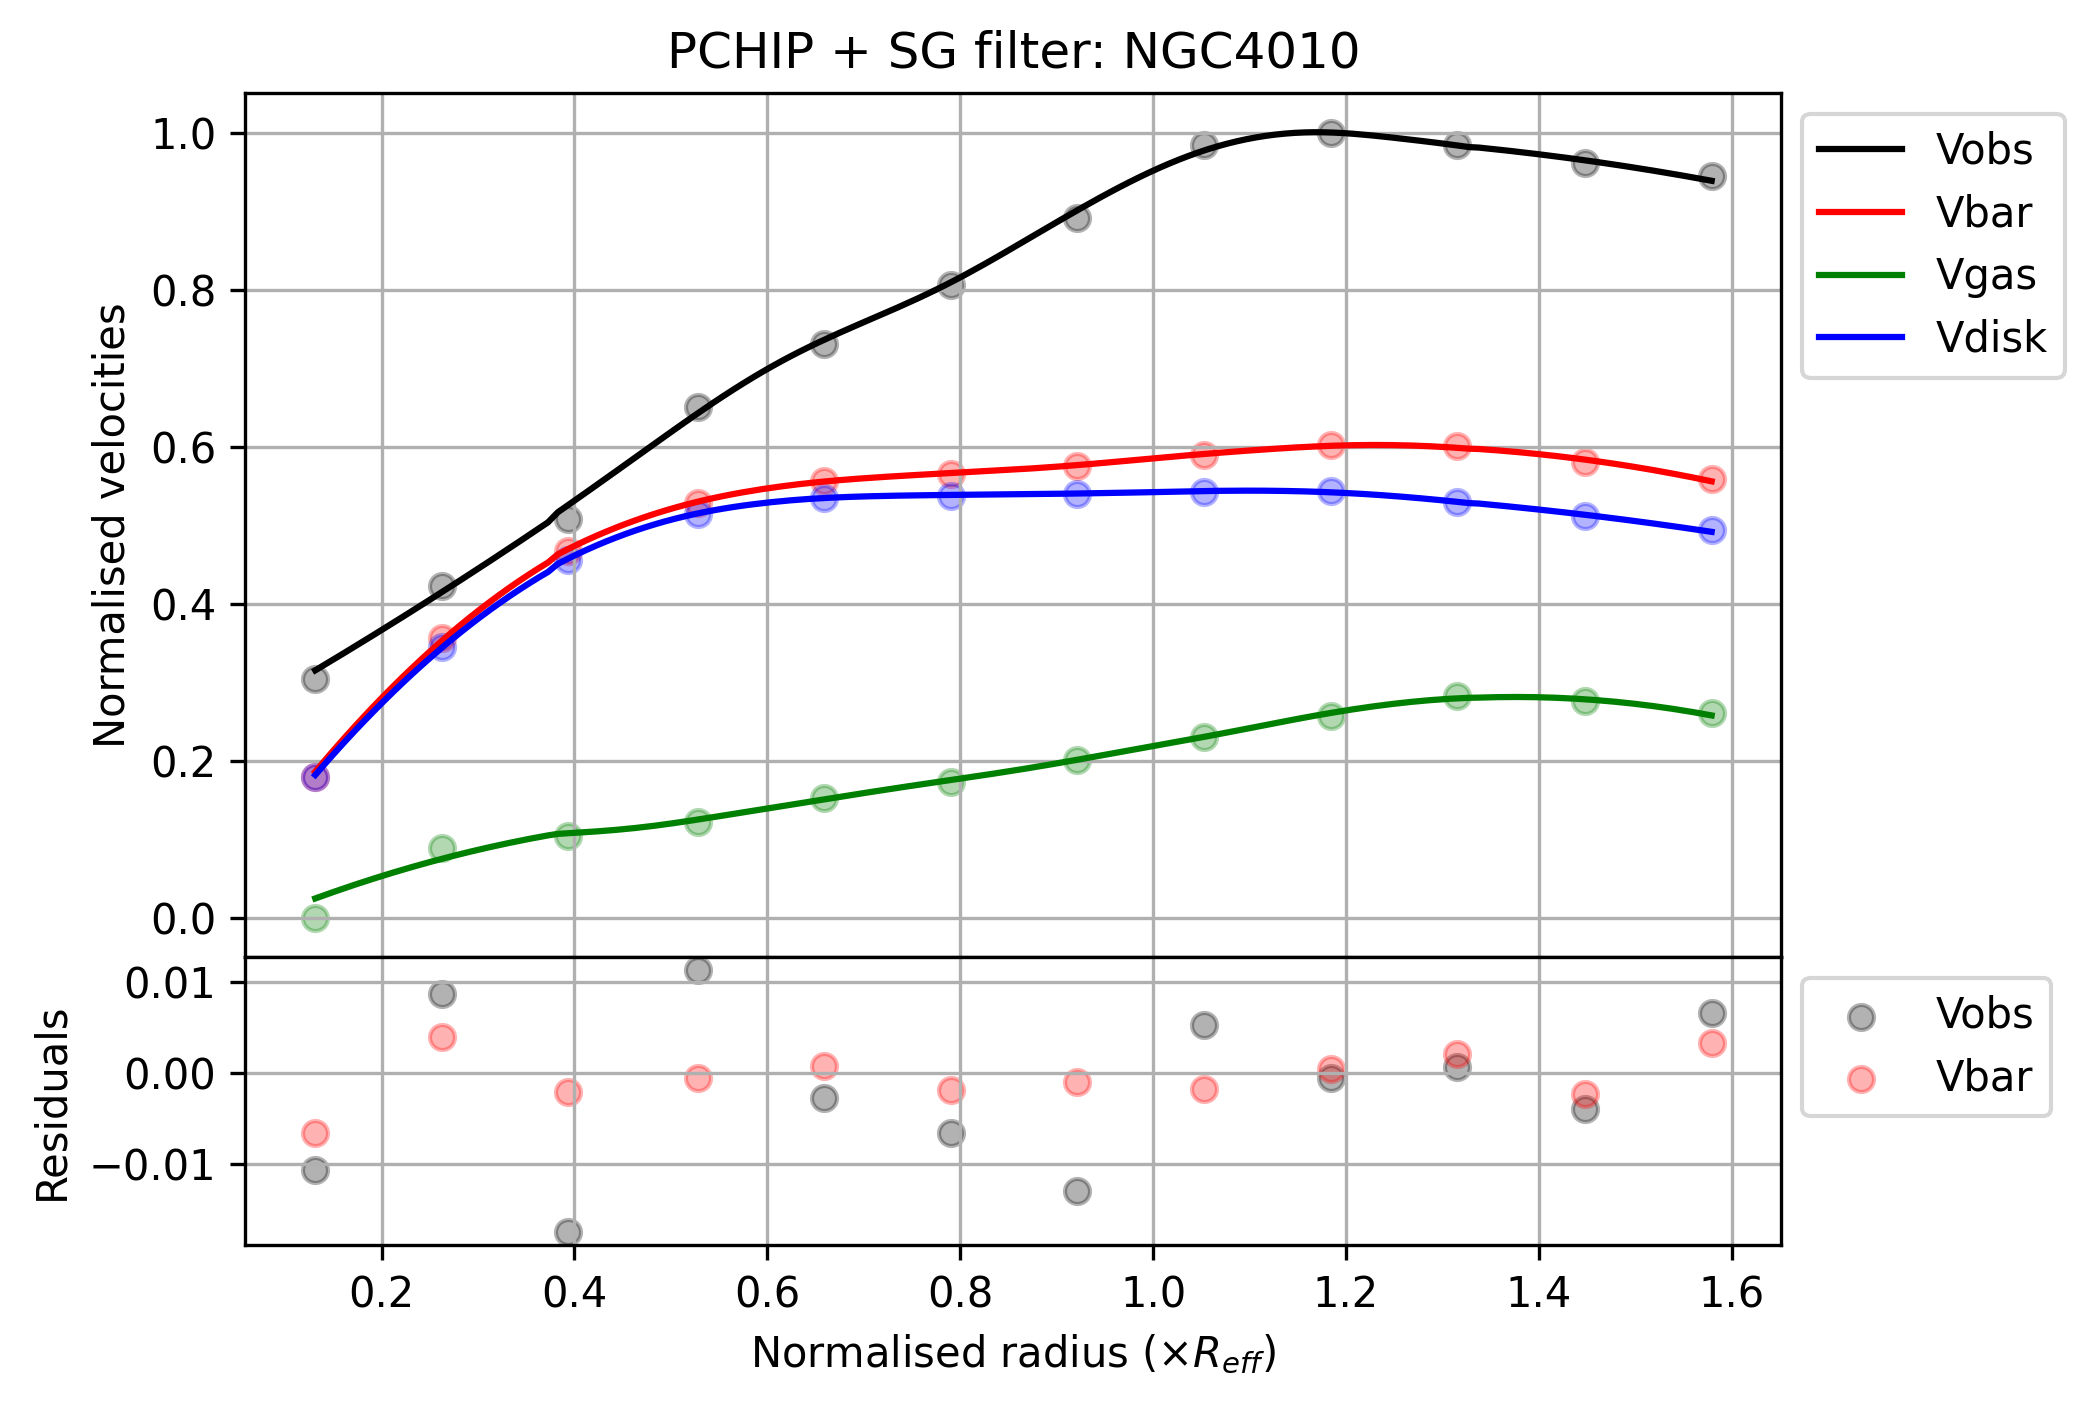 PCHIP + SG filter: NGC4010
Normalised velocities
1.0
0.8
0.6
0.4
0.2
0.0
Vobs
Vbar
Vgas
Vdisk
Residuals
0.01
0.00
−0.01
Vobs
Vbar
0.2 0.4 0.6 0.8 1.0 1.2 1.4 1.6
Normalised radius (×R_eff)